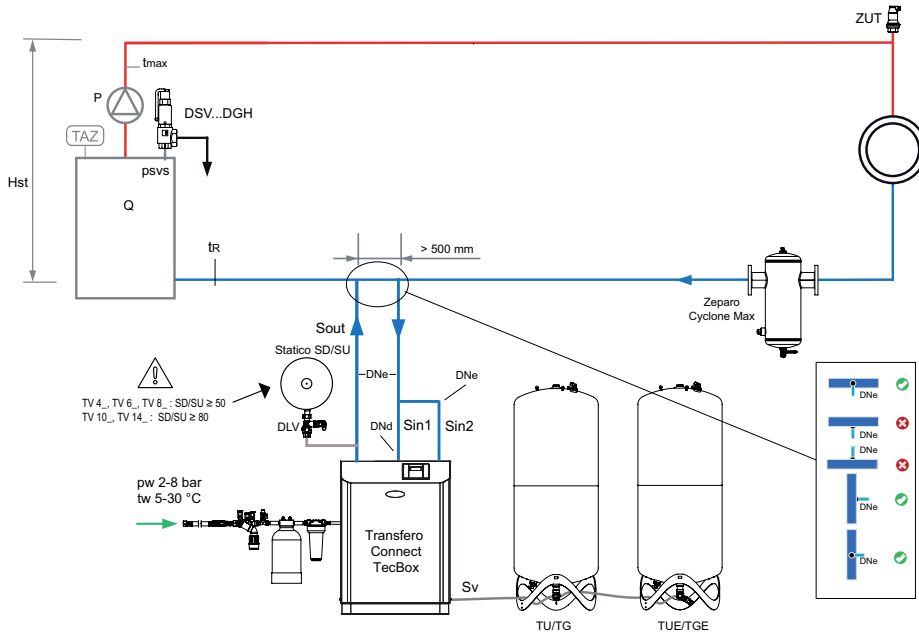 ZUT
tmax
P
DSV...DGH
TAZ
psvs
Hst
Q
> 500 mm
tR
Zeparo
Cyclone Max
Sout
Statico SD/SU
DNe
DNe
TV 4_, TV 6_, TV 8_ : SD/SU ≥ 50
TV 10_, TV 14_ : SD/SU ≥ 80
DLV
DNd
Sin1
Sin2
pw 2-8 bar
tw 5-30 °C
Transfero
Connect
TecBox
Sv
TU/TG
TUE/TGE
DNe
DNe
DNe
DNe
DNe